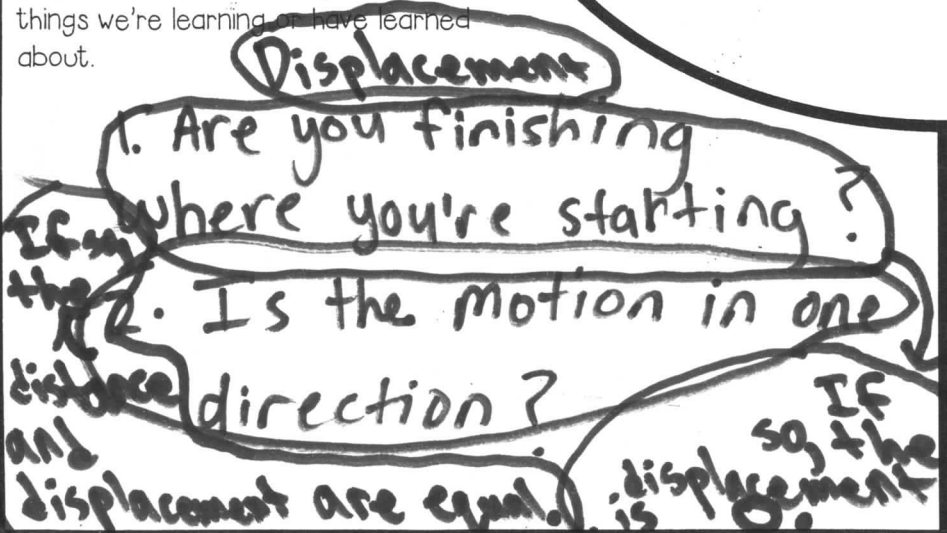 things we're learning or have learned
about.
Displacement
1. Are you finishing
where you're starting?
2. Is the motion in one
direction?
If so,
the
distance
and
displacement are equal.
If
so, the
displacement
is 0.